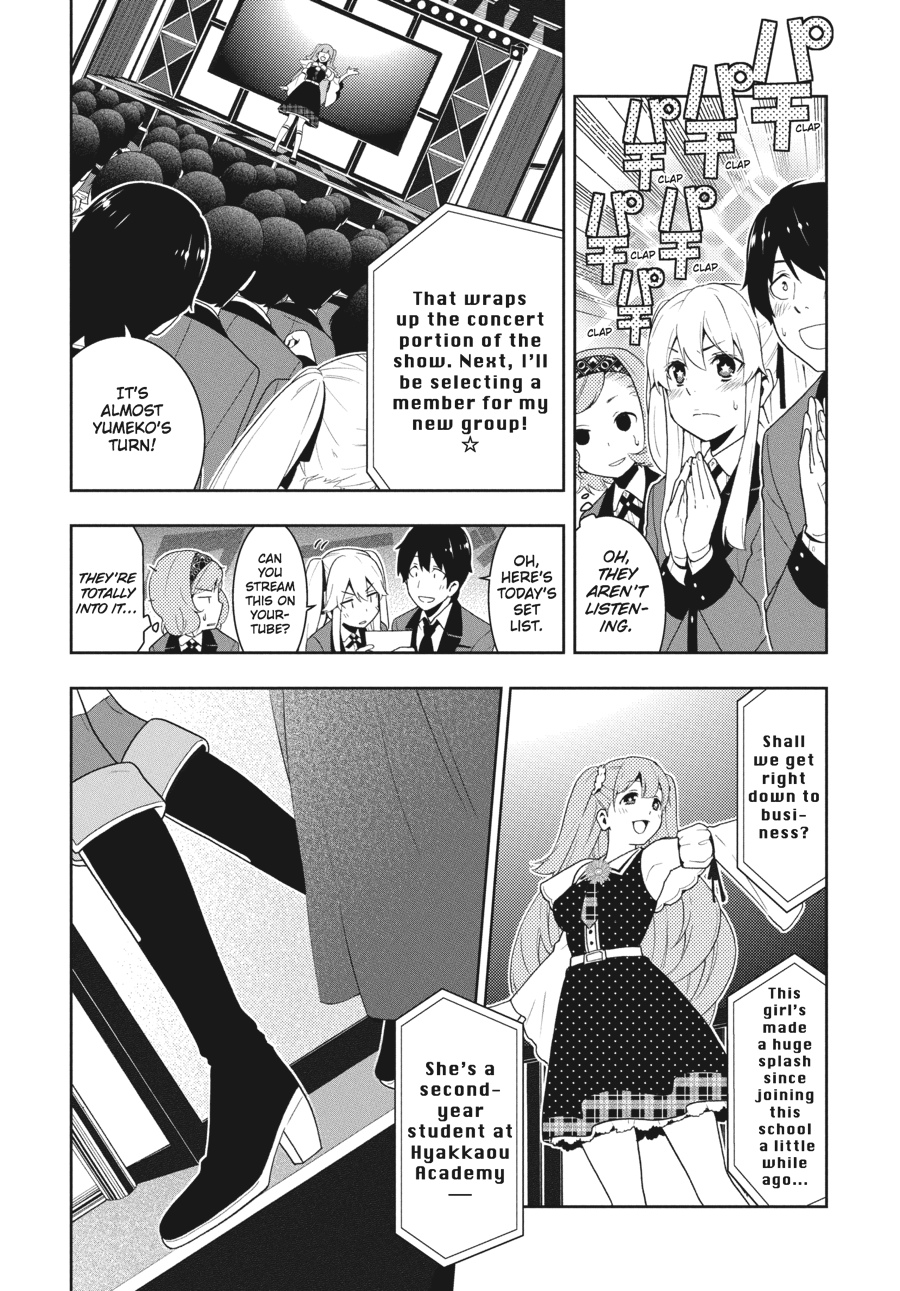 パチ
CLAP
パチ
CLAP
パチ
CLAP
パチ
CLAP
パチ
CLAP
パチ
CLAP
OH,
THEY
AREN'T
LISTEN-
ING.
That wraps
up the concert
portion of
the show. Next, I'll
be selecting a
member for my
new group!
☆
IT'S
ALMOST
YUMEKO'S
TURN!
OH,
HERE'S
TODAY'S
SET
LIST.
CAN
YOU
STREAM
THIS ON
YOUR-
TUBE?
THEY'RE
TOTALLY
INTO IT...
Shall
we get
right
down to
busi-
ness?
This
girl's
made
a huge
splash
since
joining
this
school
a little
while
ago...
She's a
second-
year
student at
Hyakkaou
Academy
—